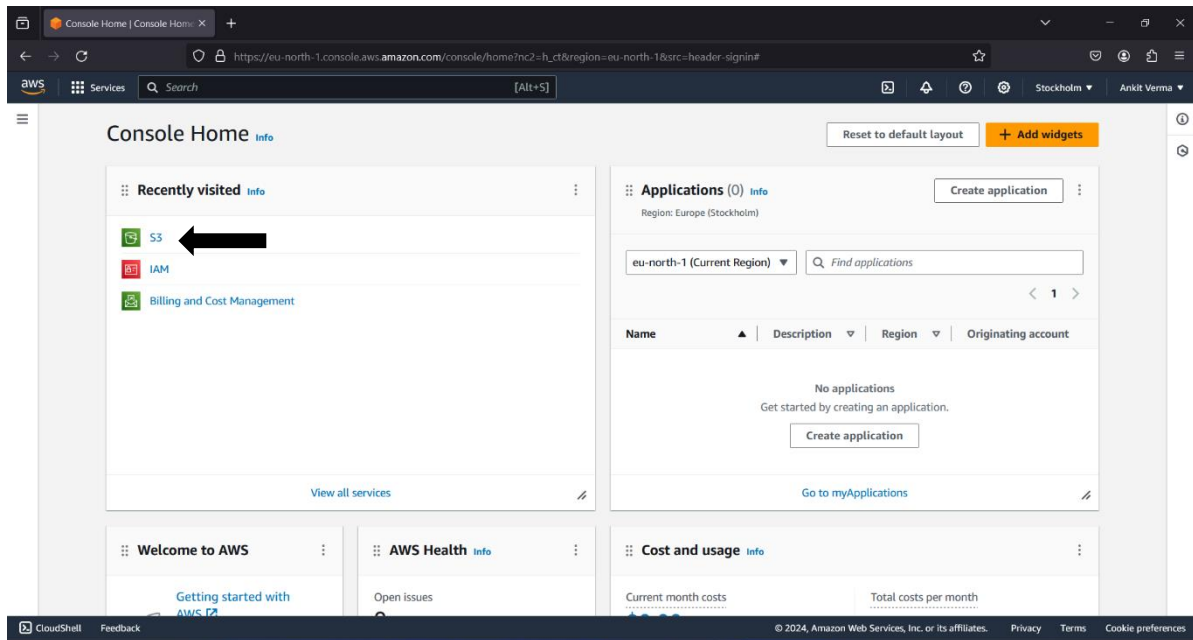 Console Home | Console Home
https://eu-north-1.console.aws.amazon.com/console/home?nc2=h_ct&region=eu-north-1&src=header-signin#
aws Services Search [Alt+S] Stockholm Ankit Verma
Console Home Info Reset to default layout + Add widgets
Recently visited Info
S3
IAM
Billing and Cost Management
View all services
Applications (0) Info Create application
Region: Europe (Stockholm)
eu-north-1 (Current Region) Find applications
1
Name Description Region Originating account
No applications
Get started by creating an application.
Create application
Go to myApplications
Welcome to AWS
Getting started with
AWS
AWS Health Info
Open issues
Cost and usage Info
Current month costs Total costs per month
CloudShell Feedback © 2024, Amazon Web Services, Inc. or its affiliates. Privacy Terms Cookie preferences